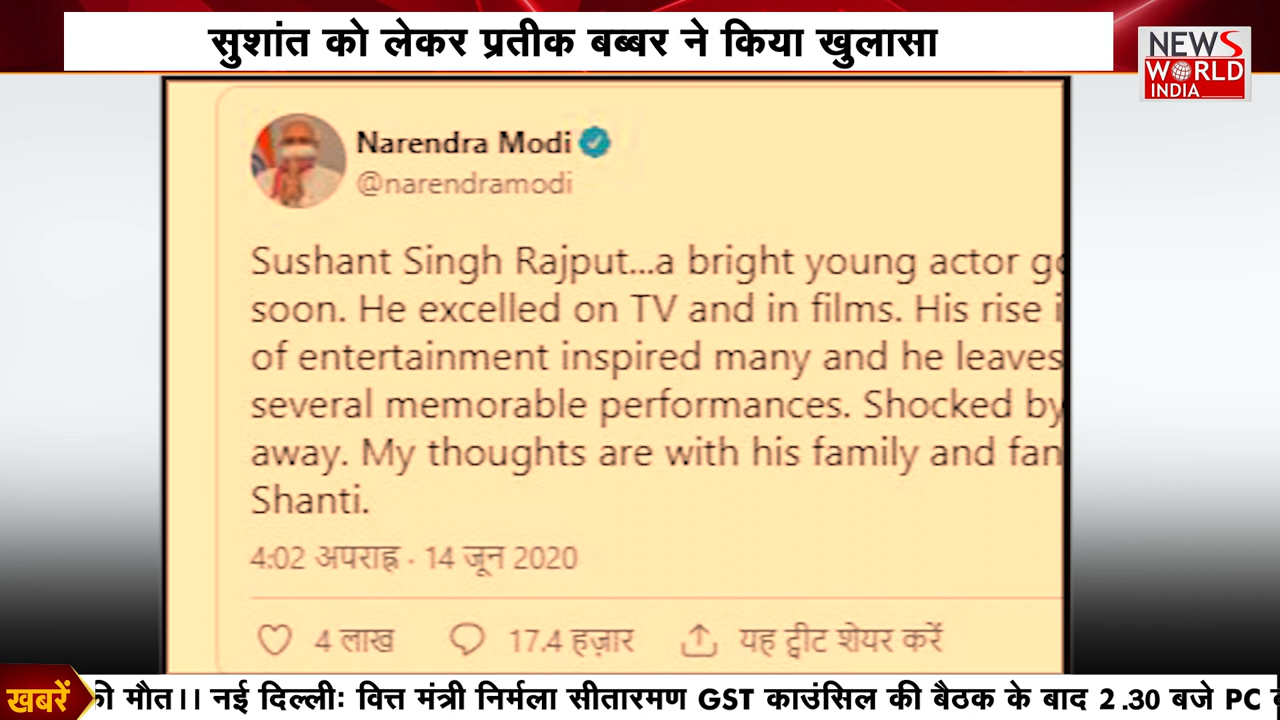 सुशांत को लेकर प्रतीक बब्बर ने किया खुलासा
NEWS
WORLD
INDIA
Narendra Modi
@narendramodi
Sushant Singh Rajput...a bright young actor
soon. He excelled on TV and in films. His rise
of entertainment inspired many and he leaves
several memorable performances. Shocked by
away. My thoughts are with his family and fan
Shanti.
4:02 अपराह्न · 14 जून 2020
4 लाख 17.4 हज़ार यह ट्वीट शेयर करें
खबरें की मौत।। नई दिल्लीः वित्त मंत्री निर्मला सीतारमण GST काउंसिल की बैठक के बाद 2.30 बजे PC